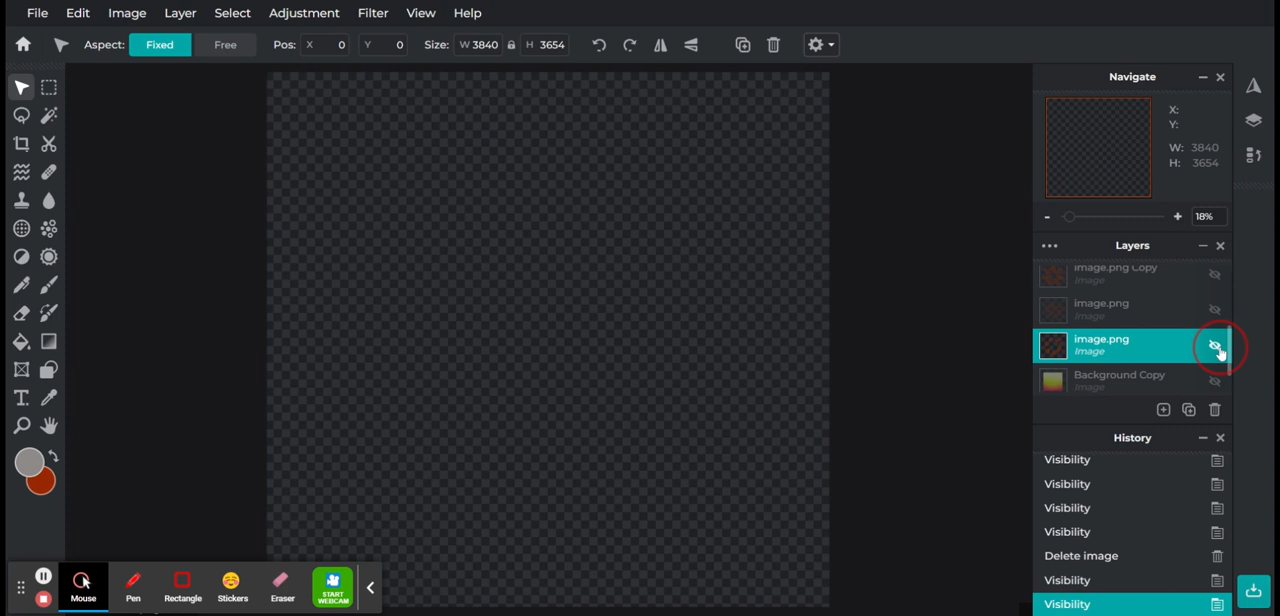 File Edit Image Layer Select Adjustment Filter View Help
Aspect: Fixed Free Pos: X 0 Y 0 Size: W 3840 H 3654
Navigate
X:
Y:
W: 3840
H: 3654
- + 18%
Layers
image.png Copy
Image
image.png
Image
image.png
Image
Background Copy
Image
History
Visibility
Visibility
Visibility
Visibility
Delete image
Visibility
Visibility
Mouse Pen Rectangle Stickers Eraser START
WEBCAM